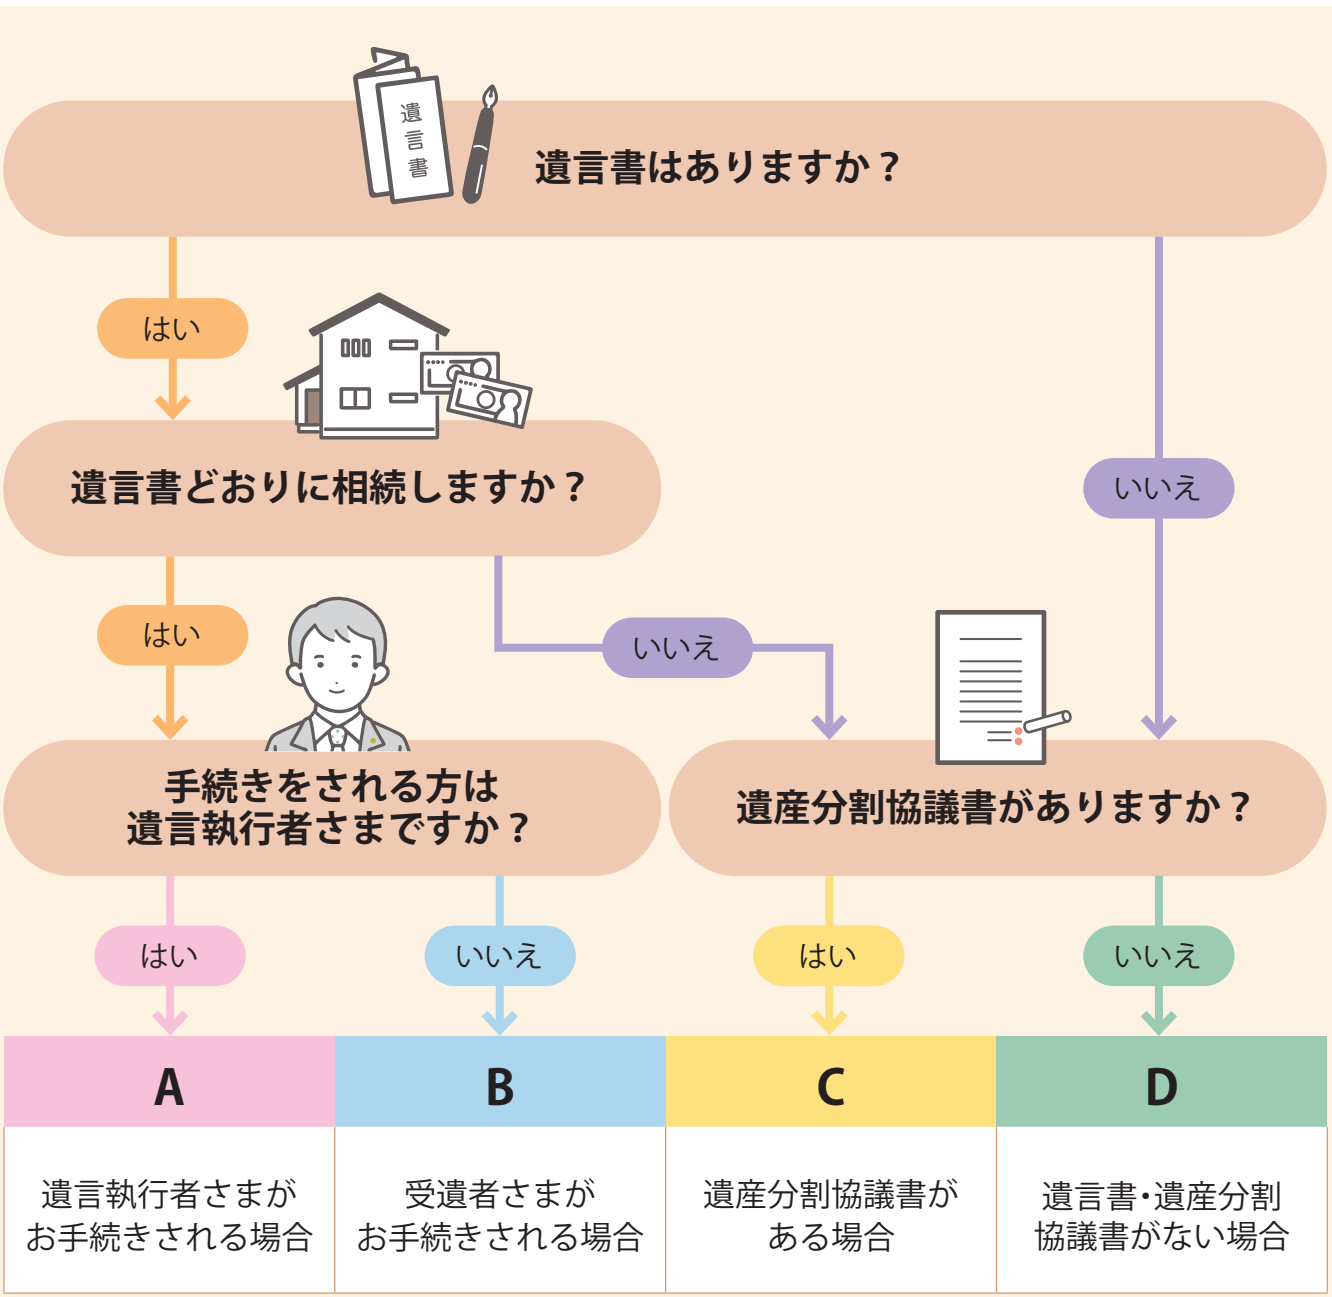 遺言書
遺言書はありますか？
はい
遺言書どおりに相続しますか？
いいえ
はい
いいえ
手続きをされる方は
遺言執行者さまですか？
遺産分割協議書がありますか？
はい
いいえ
はい
いいえ
A
B
C
D
遺言執行者さまが
お手続きされる場合
受遺者さまが
お手続きされる場合
遺産分割協議書が
ある場合
遺言書・遺産分割
協議書がない場合